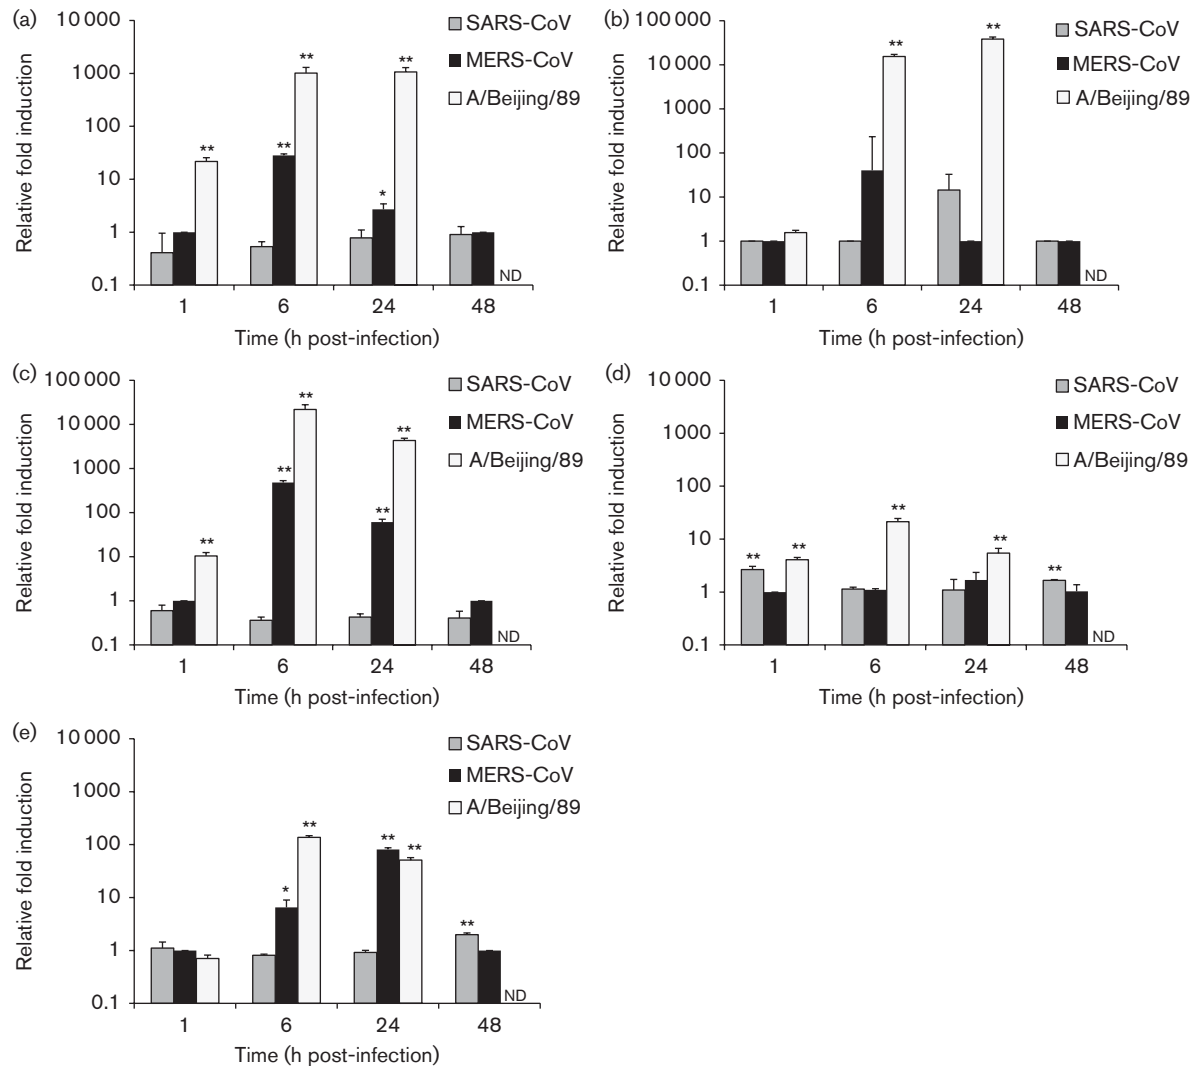 (a)
10 000
1000
100
10
1
0.1
Relative fold induction
SARS-CoV
MERS-CoV
A/Beijing/89
**
**
**
**
*
ND
1 6 24 48
Time (h post-infection)
(b)
100 000
10 000
1000
100
10
1
0.1
Relative fold induction
SARS-CoV
MERS-CoV
A/Beijing/89
**
**
ND
1 6 24 48
Time (h post-infection)
(c)
100 000
10 000
1000
100
10
1
0.1
Relative fold induction
SARS-CoV
MERS-CoV
A/Beijing/89
**
**
**
**
**
ND
1 6 24 48
Time (h post-infection)
(d)
10 000
1000
100
10
1
0.1
Relative fold induction
SARS-CoV
MERS-CoV
A/Beijing/89
**
**
**
**
**
ND
1 6 24 48
Time (h post-infection)
(e)
10 000
1000
100
10
1
0.1
Relative fold induction
SARS-CoV
MERS-CoV
A/Beijing/89
*
**
**
**
**
ND
1 6 24 48
Time (h post-infection)